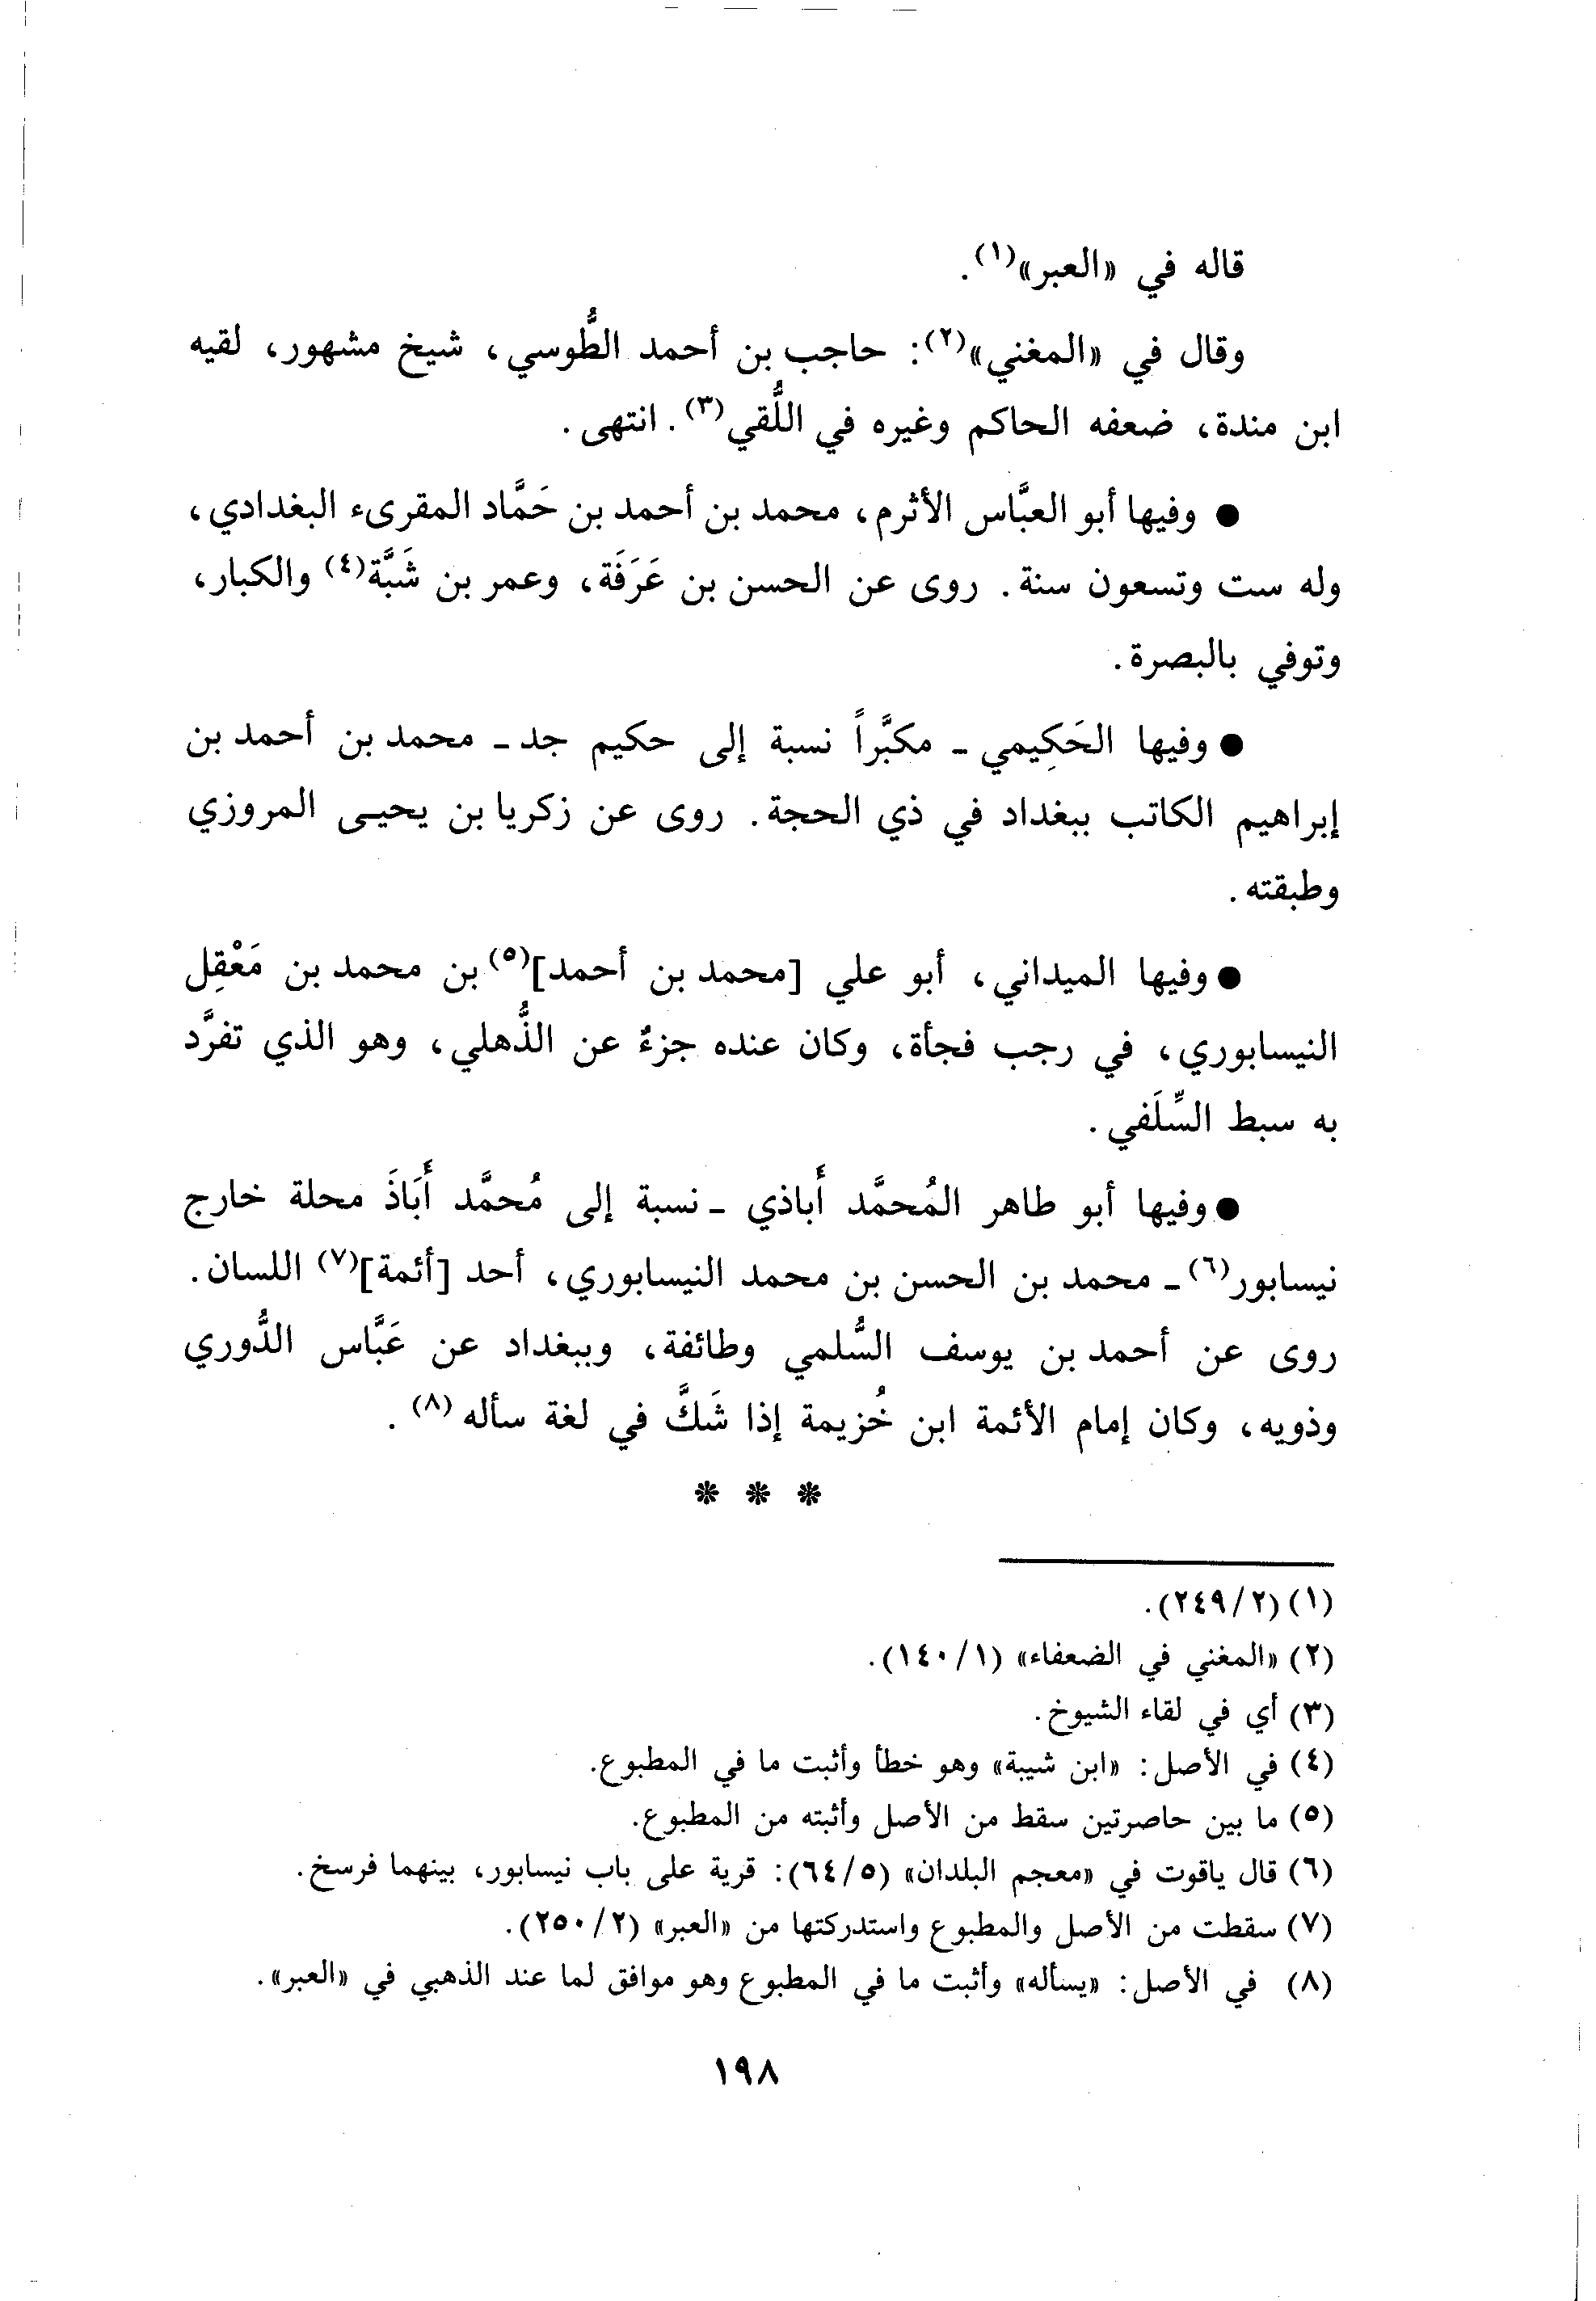 قاله في «العبر»(١).
وقال في «المغني»(٢): حاجب بن أحمد الطُّوسي، شيخ مشهور، لقيه
ابن مندة، ضعفه الحاكم وغيره في اللُّقي(٣). انتهى.
● وفيها أبو العبَّاس الأثرم، محمد بن أحمد بن حَمَّاد المقرىء البغدادي،
وله ست وتسعون سنة. روى عن الحسن بن عَرَفَة، وعمر بن شَبَّة(٤) والكبار،
وتوفي بالبصرة.
● وفيها الحَكِيمي ـ مكبَّراً نسبة إلى حكيم جد ـ محمد بن أحمد بن
إبراهيم الكاتب ببغداد في ذي الحجة. روى عن زكريا بن يحيى المروزي
وطبقته.
● وفيها الميداني، أبو علي [محمد بن أحمد](٥) بن محمد بن مَعْقِل
النيسابوري، في رجب فجأة، وكان عنده جزءٌ عن الذُّهلي، وهو الذي تفرَّد
به سبط السِّلَفي.
● وفيها أبو طاهر المُحمَّد أَباذي ـ نسبة إلى مُحمَّد أَبَاذَ محلة خارج
نيسابور(٦) ـ محمد بن الحسن بن محمد النيسابوري، أحد [أئمة](٧) اللسان.
روى عن أحمد بن يوسف السُّلمي وطائفة، وببغداد عن عَبَّاس الدُّوري
وذويه، وكان إمام الأئمة ابن خُزيمة إذا شَكَّ في لغة سأله(٨).
* * *
(١) (٢/ ٢٤٩).
(٢) «المغني في الضعفاء» (١/ ١٤٠).
(٣) أي في لقاء الشيوخ.
(٤) في الأصل: «ابن شيبة» وهو خطأ وأثبت ما في المطبوع.
(٥) ما بين حاصرتين سقط من الأصل وأثبته من المطبوع.
(٦) قال ياقوت في «معجم البلدان» (٥/ ٦٤): قرية على باب نيسابور، بينهما فرسخ.
(٧) سقطت من الأصل والمطبوع واستدركتها من «العبر» (٢/ ٢٥٠).
(٨) في الأصل: «يسأله» وأثبت ما في المطبوع وهو موافق لما عند الذهبي في «العبر».
١٩٨